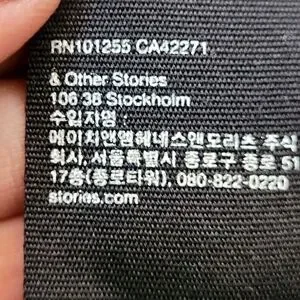 RN101255 CA42271
& Other Stories
106 38 Stockholm
수입자명 :
에이치앤엠헤네스앤모리츠 주식
회사, 서울특별시 종로구 종로 51
17층(종로타워), 080-822-0220
stories.com